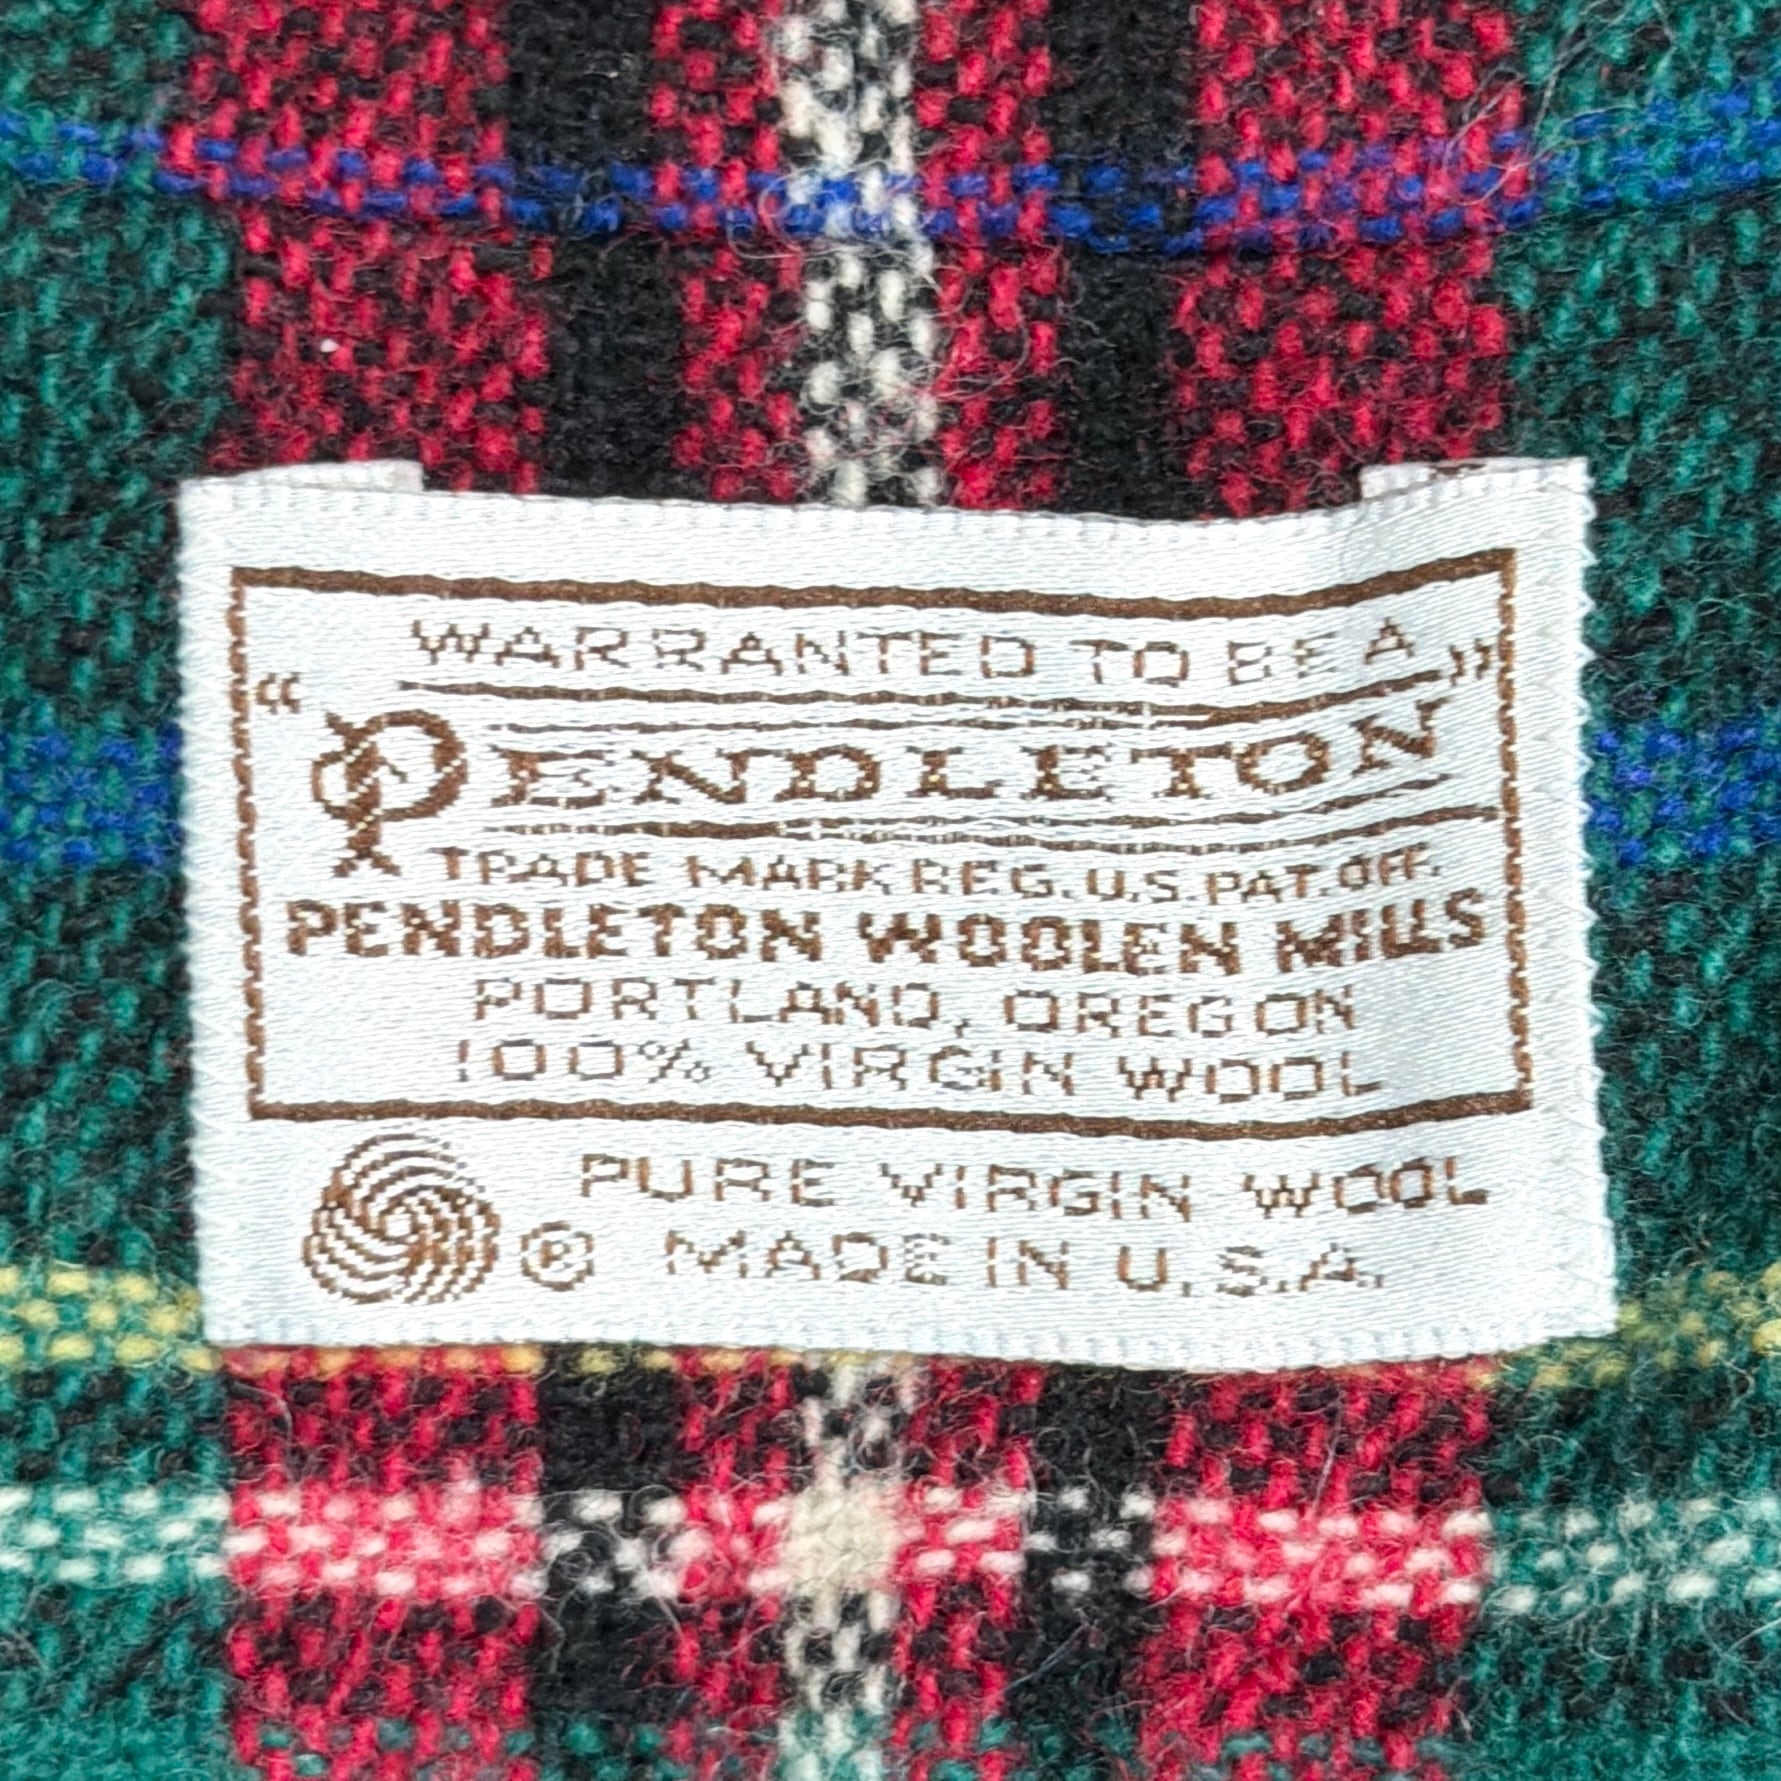 WARRANTED TO BE A
"PENDLETON"
TRADE MARK REG. U.S. PAT. OFF.
PENDLETON WOOLEN MILLS
PORTLAND, OREGON
100% VIRGIN WOOL
PURE VIRGIN WOOL
® MADE IN U.S.A.